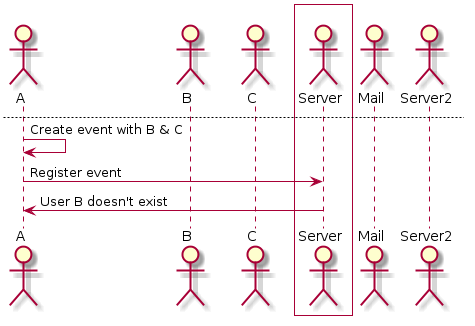 A B C Server Mail Server2
Create event with B & C
Register event
User B doesn't exist
A B C Server Mail Server2